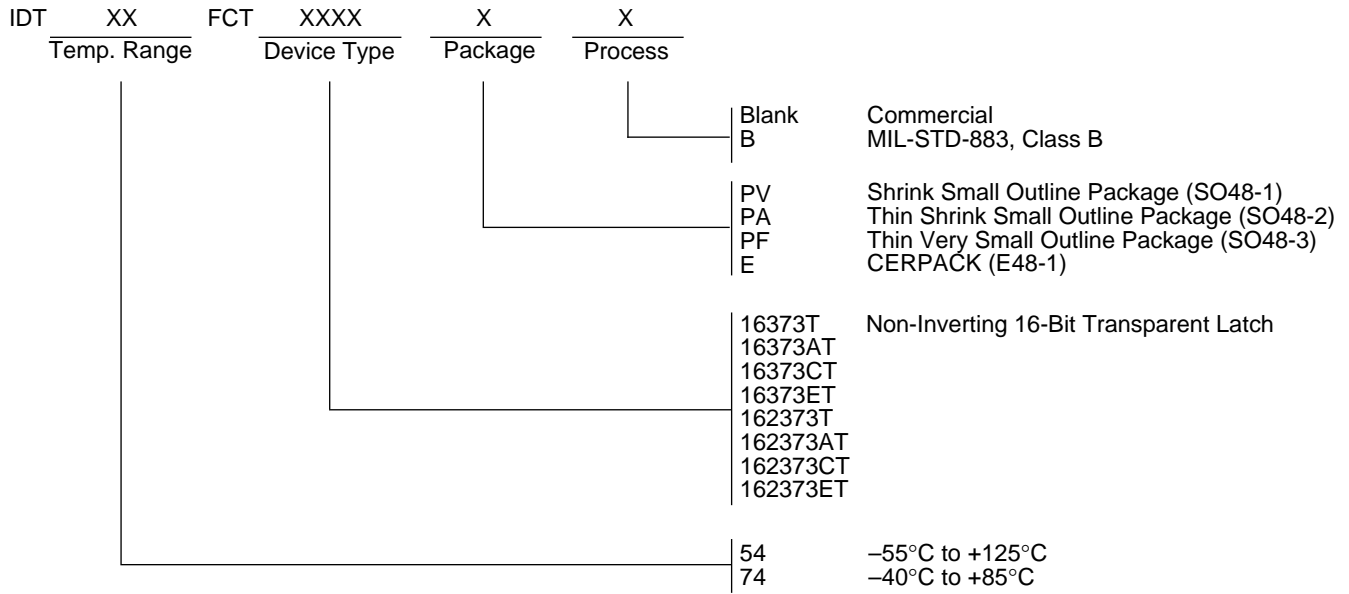 IDT XX FCT XXXX X X
Temp. Range Device Type Package Process
Blank Commercial
B MIL-STD-883, Class B
PV Shrink Small Outline Package (SO48-1)
PA Thin Shrink Small Outline Package (SO48-2)
PF Thin Very Small Outline Package (SO48-3)
E CERPACK (E48-1)
16373T Non-Inverting 16-Bit Transparent Latch
16373AT
16373CT
16373ET
162373T
162373AT
162373CT
162373ET
54 –55°C to +125°C
74 –40°C to +85°C